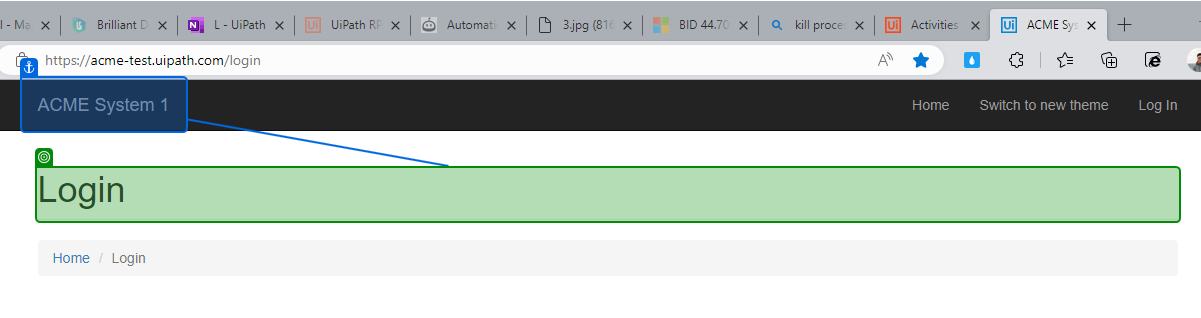 l - Ma Brilliant D L - UiPath UiPath RP Automati 3.jpg (816 BID 44.70 kill proces Activities ACME Sys
https://acme-test.uipath.com/login
ACME System 1 Home Switch to new theme Log In
Login
Home / Login